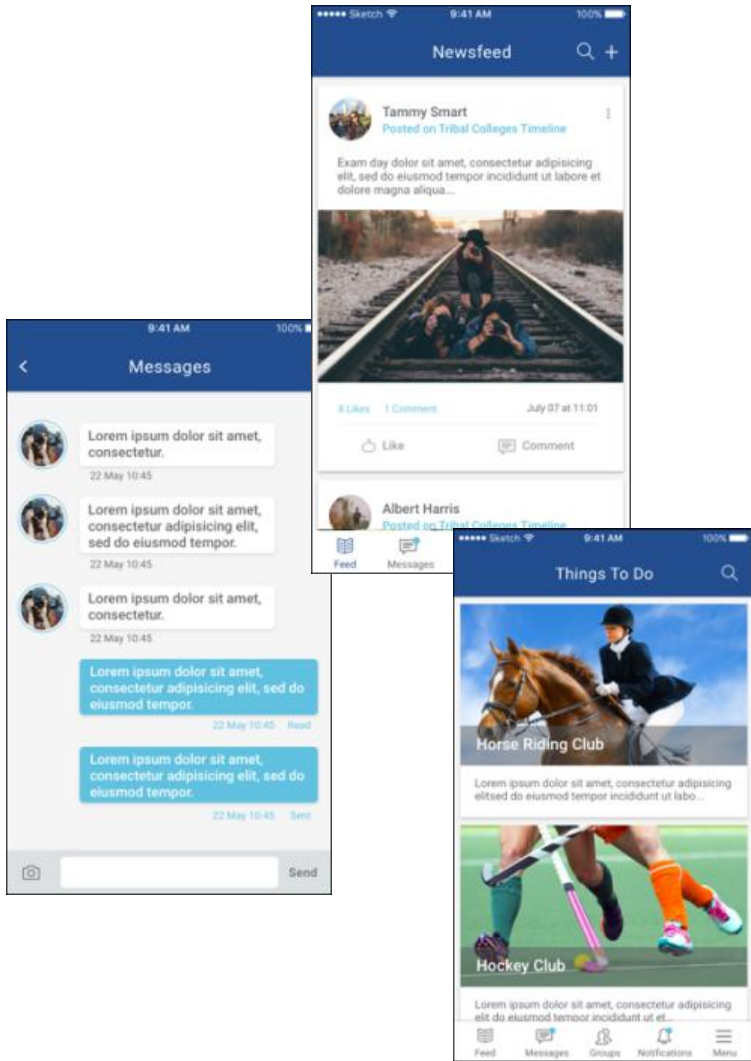 Sketch 9:41 AM 100%
Newsfeed
Tammy Smart
Posted on Tribal Colleges Timeline
Exam day dolor sit amet, consectetur adipisicing
elit, sed do eiusmod tempor incididunt ut labore et
dolore magna aliqua...
8 Likes 1 Comment July 07 at 11:01
Like Comment
Albert Harris
Posted on Tribal Colleges Timeline
Feed Messages
9:41 AM 100%
Messages
Lorem ipsum dolor sit amet,
consectetur.
22 May 10:45
Lorem ipsum dolor sit amet,
consectetur adipisicing elit,
sed do eiusmod tempor.
22 May 10:45
Lorem ipsum dolor sit amet,
consectetur.
22 May 10:45
Lorem ipsum dolor sit amet,
consectetur adipisicing elit, sed do
eiusmod tempor.
22 May 10:45 Read
Lorem ipsum dolor sit amet,
consectetur adipisicing elit, sed do
eiusmod tempor.
22 May 10:45 Sent
Send
Sketch 9:41 AM 100%
Things To Do
Horse Riding Club
Lorem ipsum dolor sit amet, consectetur adipisicing
elitsed do eiusmod tempor incididunt ut labo...
Hockey Club
Lorem ipsum dolor sit amet, consectetur adipisicing
elit do eiusmod tempor incididunt ut et...
Feed Messages Groups Notifications Menu